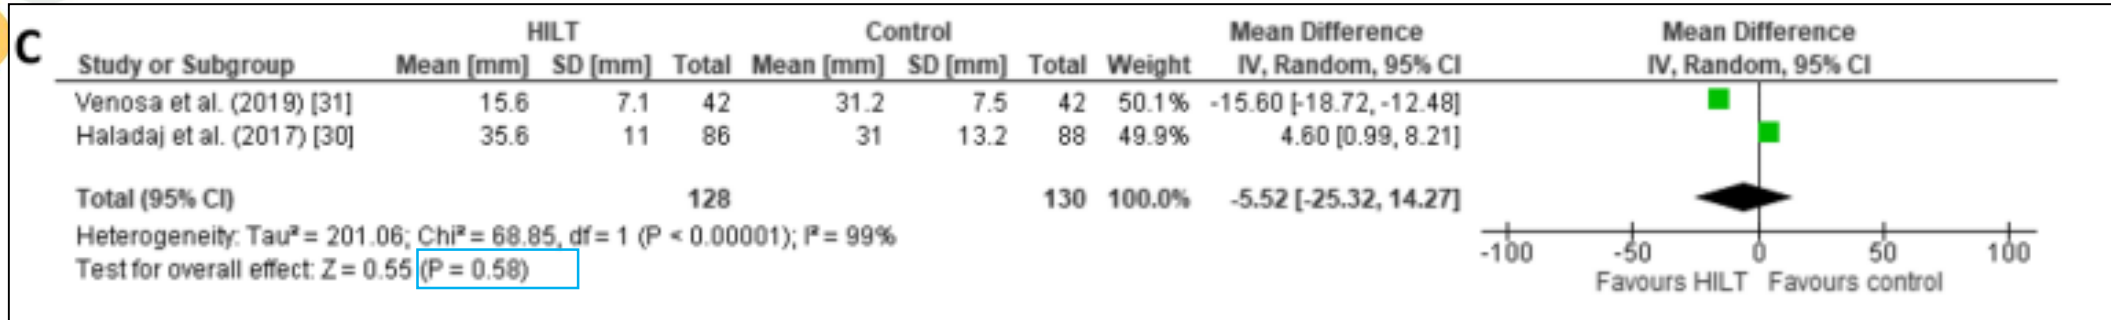 C
HILT Control Mean Difference Mean Difference
Study or Subgroup Mean [mm] SD [mm] Total Mean [mm] SD [mm] Total Weight IV, Random, 95% CI IV, Random, 95% CI
Venosa et al. (2019) [31] 15.6 7.1 42 31.2 7.5 42 50.1% -15.60 [-18.72, -12.48]
Haladaj et al. (2017) [30] 35.6 11 86 31 13.2 88 49.9% 4.60 [0.99, 8.21]
Total (95% CI) 128 130 100.0% -5.52 [-25.32, 14.27]
Heterogeneity: Tau² = 201.06; Chi² = 68.85, df = 1 (P < 0.00001); I² = 99%
Test for overall effect: Z = 0.55 (P = 0.58)
-100 -50 0 50 100
Favours HILT Favours control